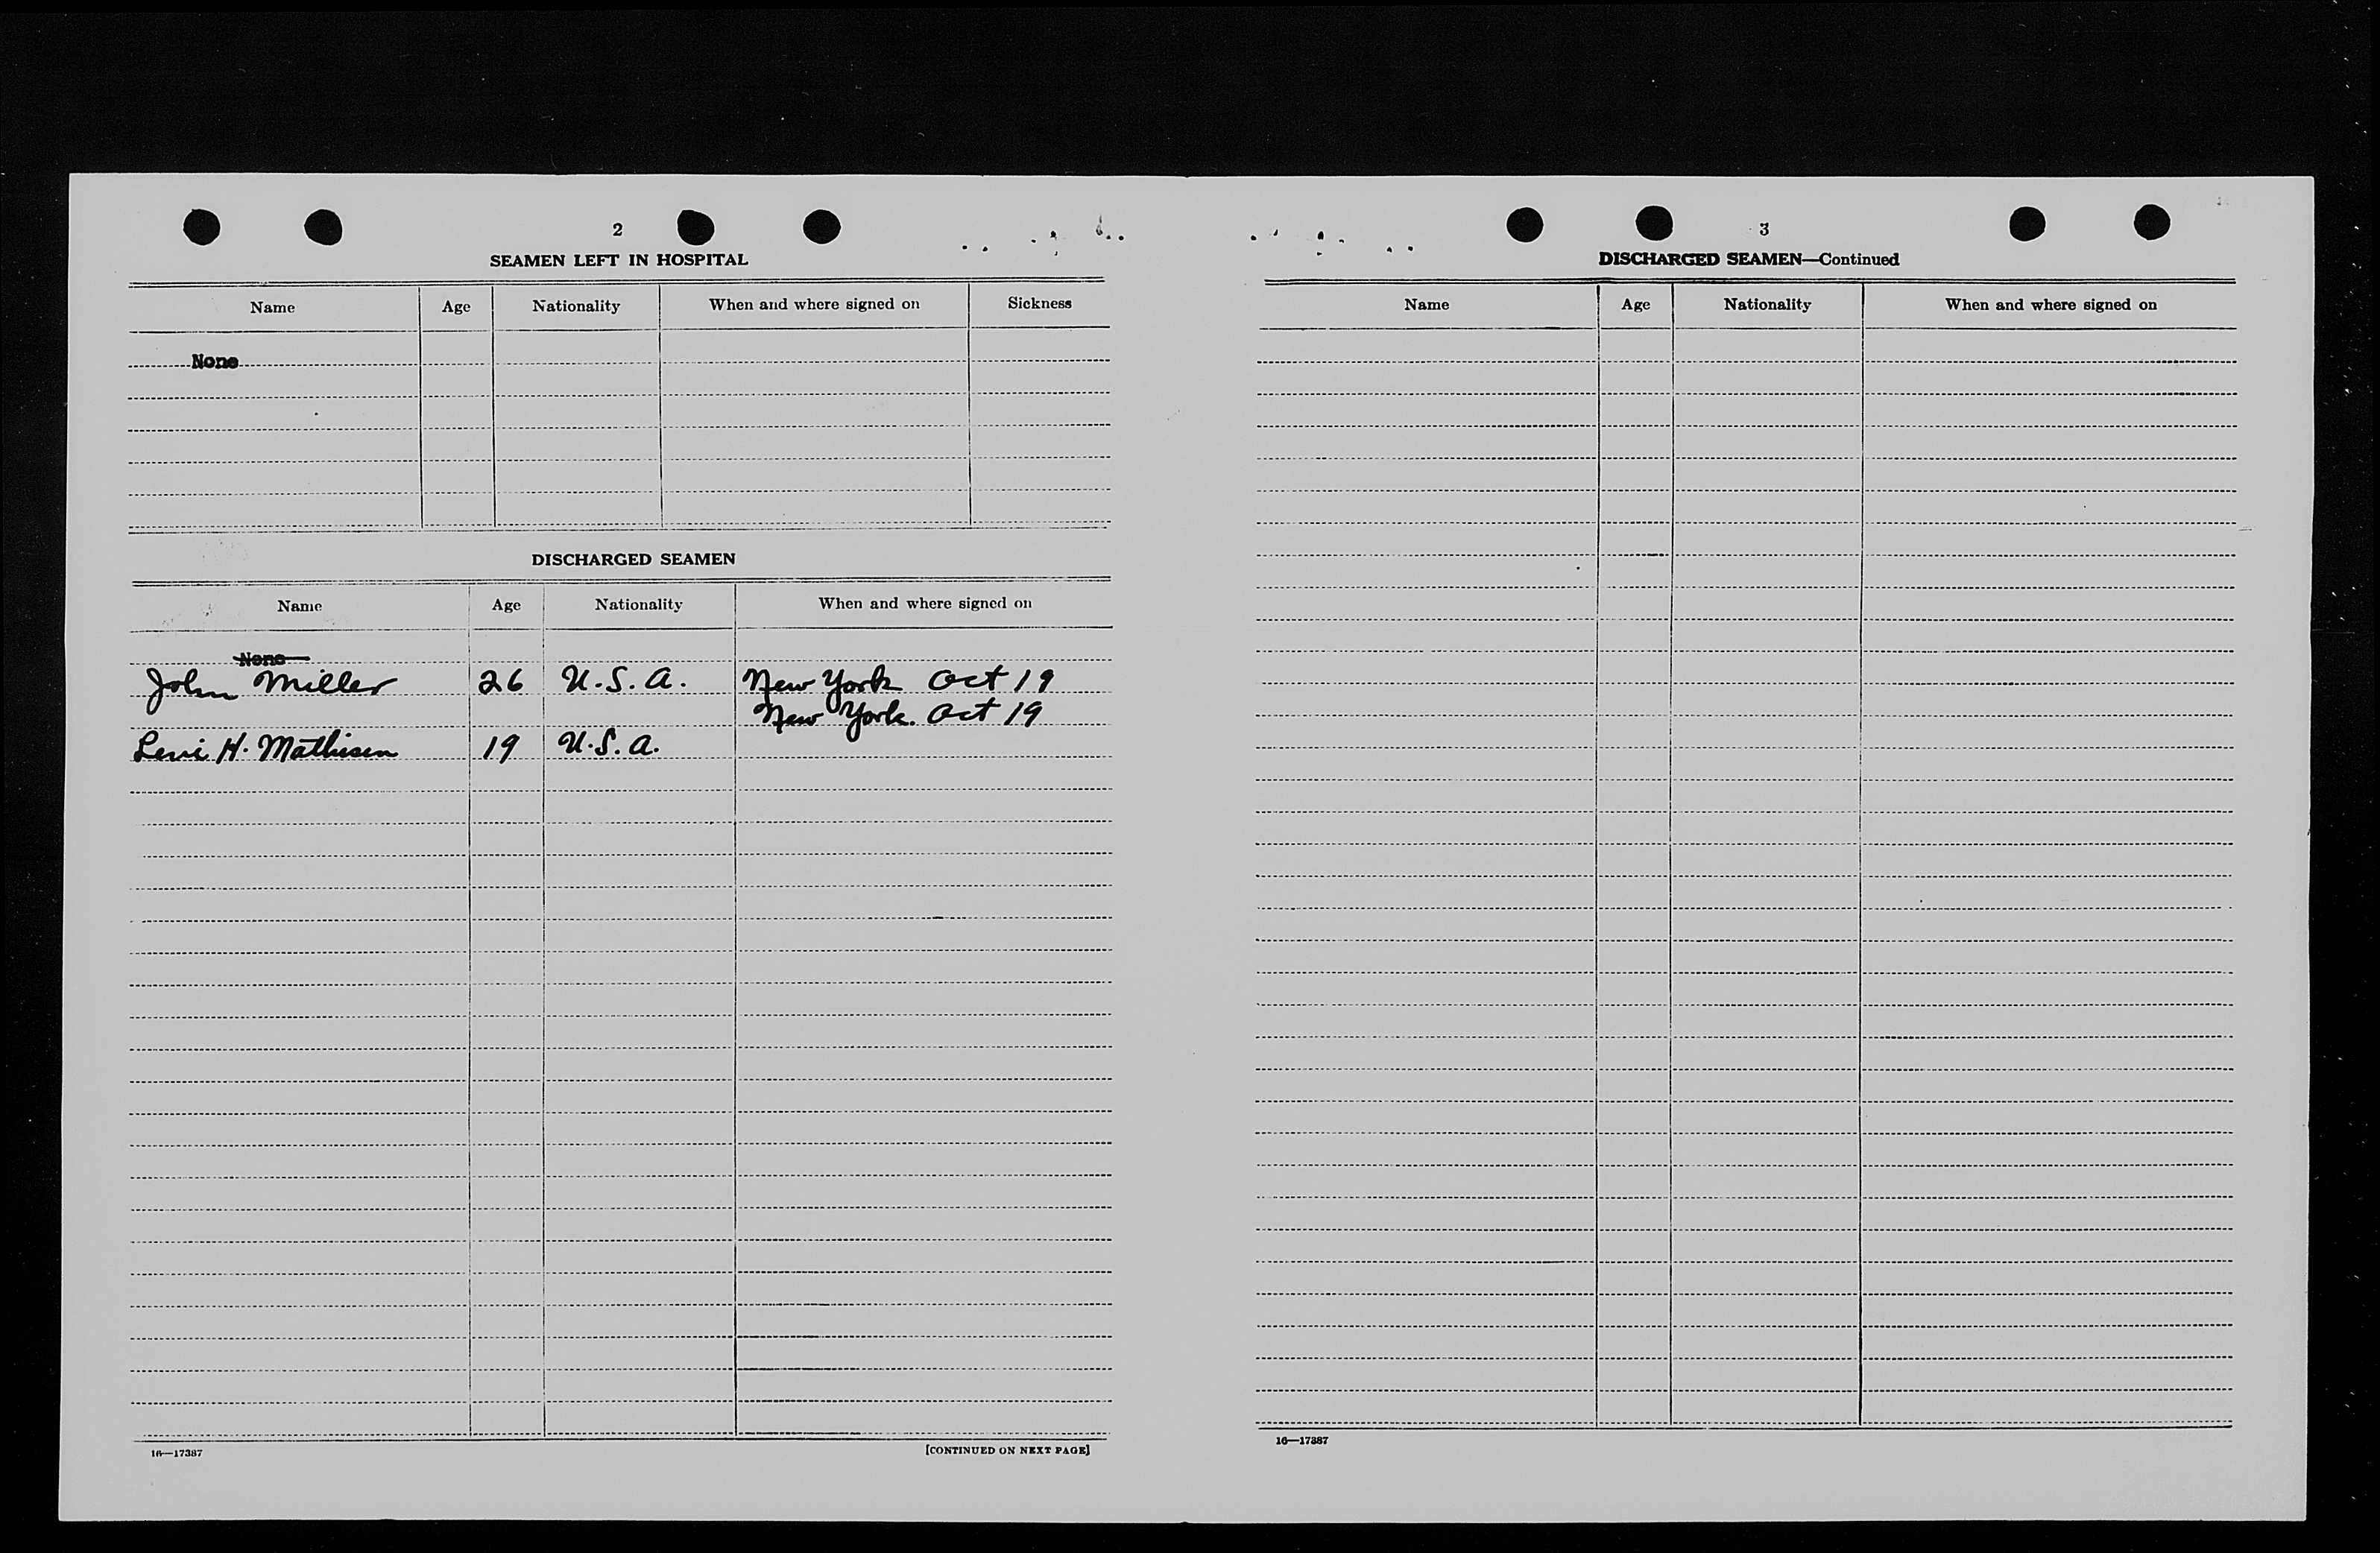 2
SEAMEN LEFT IN HOSPITAL
Name Age Nationality When and where signed on Sickness
None
DISCHARGED SEAMEN
Name Age Nationality When and where signed on
None
John Miller 26 U.S.A. New York Oct 19
New York. Oct 19
Levi H. Mathisen 19 U.S.A.
16—17387
[CONTINUED ON NEXT PAGE]
3
DISCHARGED SEAMEN—Continued
Name Age Nationality When and where signed on
16—17387